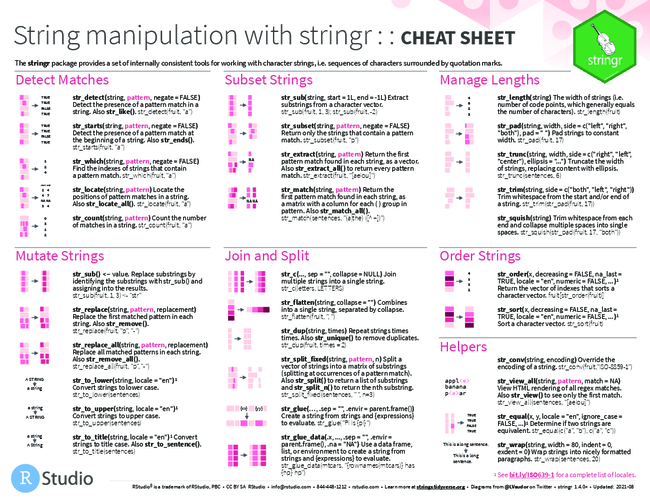 String manipulation with stringr : : CHEAT SHEET
The stringr package provides a set of internally consistent tools for working with character strings, i.e. sequences of characters surrounded by quotation marks.
stringr
Detect Matches
str_detect(string, pattern, negate = FALSE)
Detect the presence of a pattern match in a
string. Also str_like(). str_detect(fruit, "a")
str_starts(string, pattern, negate = FALSE)
Detect the presence of a pattern match at
the beginning of a string. Also str_ends().
str_starts(fruit, "a")
str_which(string, pattern, negate = FALSE)
Find the indexes of strings that contain
a pattern match. str_which(fruit, "a")
str_locate(string, pattern) Locate the
positions of pattern matches in a string.
Also str_locate_all(). str_locate(fruit, "a")
str_count(string, pattern) Count the number
of matches in a string. str_count(fruit, "a")
Subset Strings
str_sub(string, start = 1L, end = -1L) Extract
substrings from a character vector.
str_sub(fruit, 1, 3); str_sub(fruit, -2)
str_subset(string, pattern, negate = FALSE)
Return only the strings that contain a pattern
match. str_subset(fruit, "p")
str_extract(string, pattern) Return the first
pattern match found in each string, as a vector.
Also str_extract_all() to return every pattern
match. str_extract(fruit, "[aeiou]")
str_match(string, pattern) Return the
first pattern match found in each string, as
a matrix with a column for each ( ) group in
pattern. Also str_match_all().
str_match(sentences, "(a|the) ([^ +])")
Manage Lengths
str_length(string) The width of strings (i.e.
number of code points, which generally equals
the number of characters). str_length(fruit)
str_pad(string, width, side = c("left", "right",
"both"), pad = " ") Pad strings to constant
width. str_pad(fruit, 17)
str_trunc(string, width, side = c("right", "left",
"center"), ellipsis = "...") Truncate the width of
strings, replacing content with ellipsis.
str_trunc(sentences, 6)
str_trim(string, side = c("both", "left", "right"))
Trim whitespace from the start and/or end of
a string. str_trim(str_pad(fruit, 17))
str_squish(string) Trim whitespace from each
end and collapse multiple spaces into single
spaces. str_squish(str_pad(fruit, 17, "both"))
Mutate Strings
str_sub() <- value. Replace substrings by
identifying the substrings with str_sub() and
assigning into the results.
str_sub(fruit, 1, 3) <- "str"
str_replace(string, pattern, replacement)
Replace the first matched pattern in each
string. Also str_remove().
str_replace(fruit, "p", "-")
str_replace_all(string, pattern, replacement)
Replace all matched patterns in each string.
Also str_remove_all().
str_replace_all(fruit, "p", "-")
A STRING
a string
str_to_lower(string, locale = "en")¹
Convert strings to lower case.
str_to_lower(sentences)
a string
A STRING
str_to_upper(string, locale = "en")¹
Convert strings to upper case.
str_to_upper(sentences)
a string
A String
str_to_title(string, locale = "en")¹ Convert
strings to title case. Also str_to_sentence().
str_to_title(sentences)
Join and Split
str_c(..., sep = "", collapse = NULL) Join
multiple strings into a single string.
str_c(letters, LETTERS)
str_flatten(string, collapse = "") Combines
into a single string, separated by collapse.
str_flatten(fruit, ", ")
str_dup(string, times) Repeat strings times
times. Also str_unique() to remove duplicates.
str_dup(fruit, times = 2)
str_split_fixed(string, pattern, n) Split a
vector of strings into a matrix of substrings
(splitting at occurrences of a pattern match).
Also str_split() to return a list of substrings
and str_split_n() to return the nth substring.
str_split_fixed(sentences, " ", n=3)
str_glue(..., .sep = "", .envir = parent.frame())
Create a string from strings and {expressions}
to evaluate. str_glue("Pi is {pi}")
str_glue_data(.x, ..., .sep = "", .envir =
parent.frame(), .na = "NA") Use a data frame,
list, or environment to create a string from
strings and {expressions} to evaluate.
str_glue_data(mtcars, "{rownames(mtcars)} has
{hp} hp")
Order Strings
str_order(x, decreasing = FALSE, na_last =
TRUE, locale = "en", numeric = FALSE, ...)¹
Return the vector of indexes that sorts a
character vector. fruit[str_order(fruit)]
str_sort(x, decreasing = FALSE, na_last =
TRUE, locale = "en", numeric = FALSE, ...)¹
Sort a character vector. str_sort(fruit)
Helpers
str_conv(string, encoding) Override the
encoding of a string. str_conv(fruit,"ISO-8859-1")
appl(e)
banana
p(e)ar
str_view_all(string, pattern, match = NA)
View HTML rendering of all regex matches.
Also str_view() to see only the first match.
str_view_all(sentences, "[aeiou]")
str_equal(x, y, locale = "en", ignore_case =
FALSE, ...)¹ Determine if two strings are
equivalent. str_equal(c("a", "b"), c("a", "c"))
This is a long sentence.
This is a long
sentence.
str_wrap(string, width = 80, indent = 0,
exdent = 0) Wrap strings into nicely formatted
paragraphs. str_wrap(sentences, 20)
¹ See bit.ly/ISO639-1 for a complete list of locales.
R Studio
RStudio® is a trademark of RStudio, PBC • CC BY SA RStudio • info@rstudio.com • 844-448-1212 • rstudio.com • Learn more at stringr.tidyverse.org • Diagrams from @LVaudor on Twitter • stringr 1.4.0+ • Updated: 2021-08